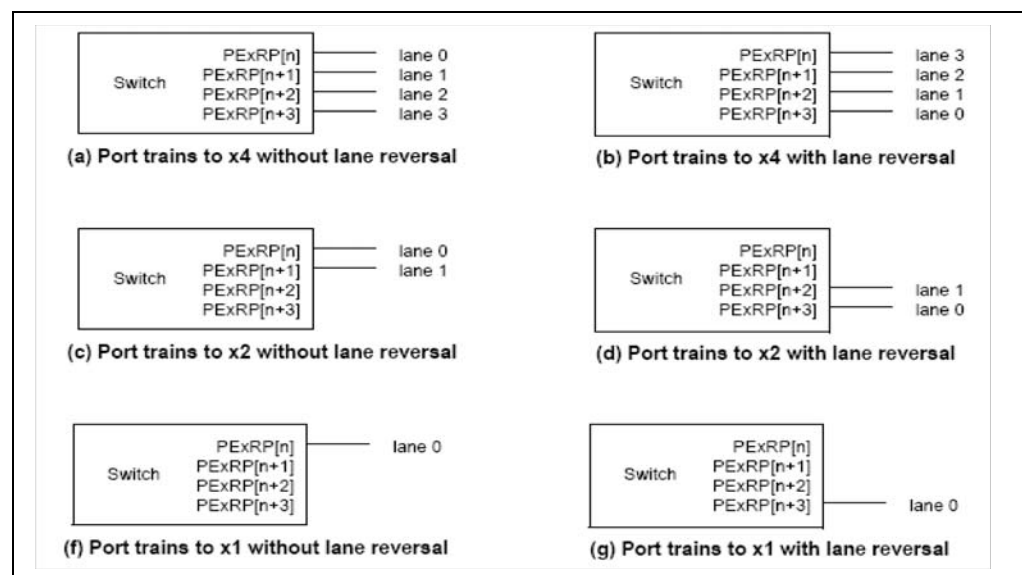 Switch
PExRP[n] lane 0
PExRP[n+1] lane 1
PExRP[n+2] lane 2
PExRP[n+3] lane 3
(a) Port trains to x4 without lane reversal
Switch
PExRP[n] lane 3
PExRP[n+1] lane 2
PExRP[n+2] lane 1
PExRP[n+3] lane 0
(b) Port trains to x4 with lane reversal
Switch
PExRP[n] lane 0
PExRP[n+1] lane 1
PExRP[n+2]
PExRP[n+3]
(c) Port trains to x2 without lane reversal
Switch
PExRP[n]
PExRP[n+1]
PExRP[n+2] lane 1
PExRP[n+3] lane 0
(d) Port trains to x2 with lane reversal
Switch
PExRP[n] lane 0
PExRP[n+1]
PExRP[n+2]
PExRP[n+3]
(f) Port trains to x1 without lane reversal
Switch
PExRP[n]
PExRP[n+1]
PExRP[n+2]
PExRP[n+3] lane 0
(g) Port trains to x1 with lane reversal